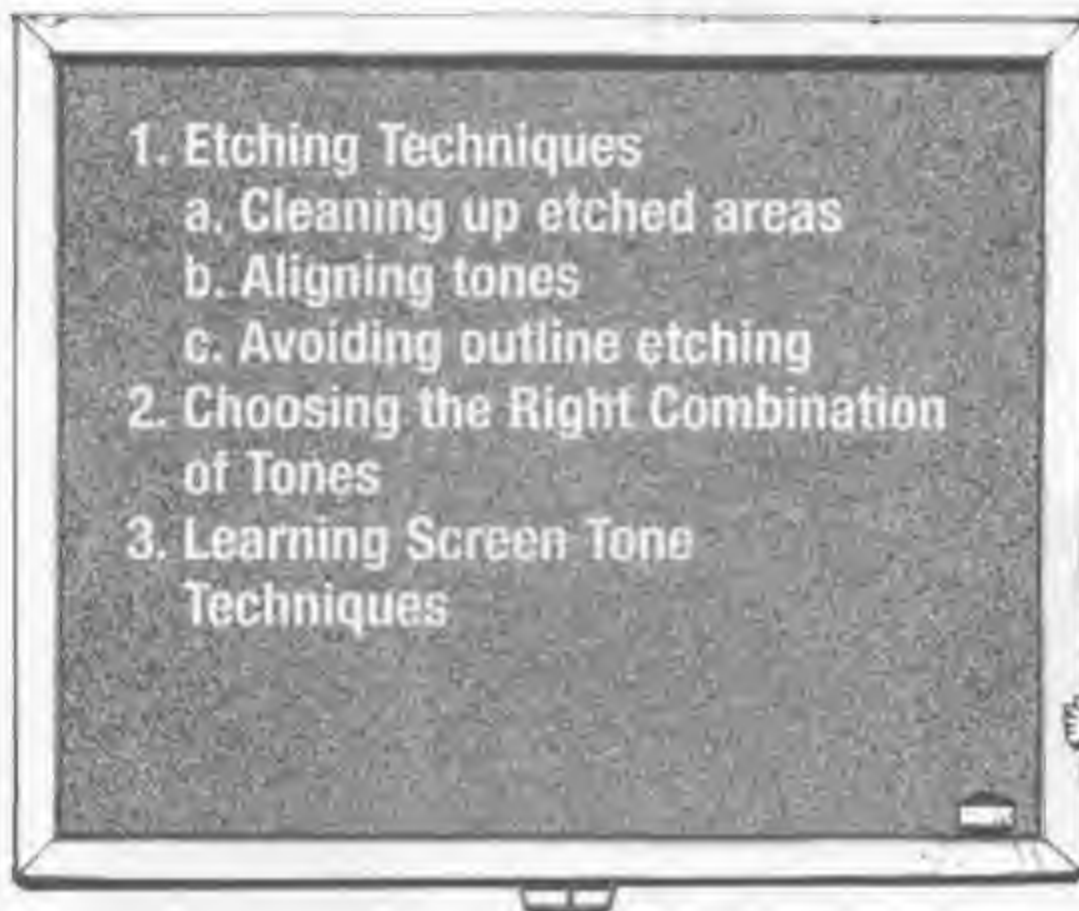 1. Etching Techniques
a. Cleaning up etched areas
b. Aligning tones
c. Avoiding outline etching
2. Choosing the Right Combination
of Tones
3. Learning Screen Tone
Techniques